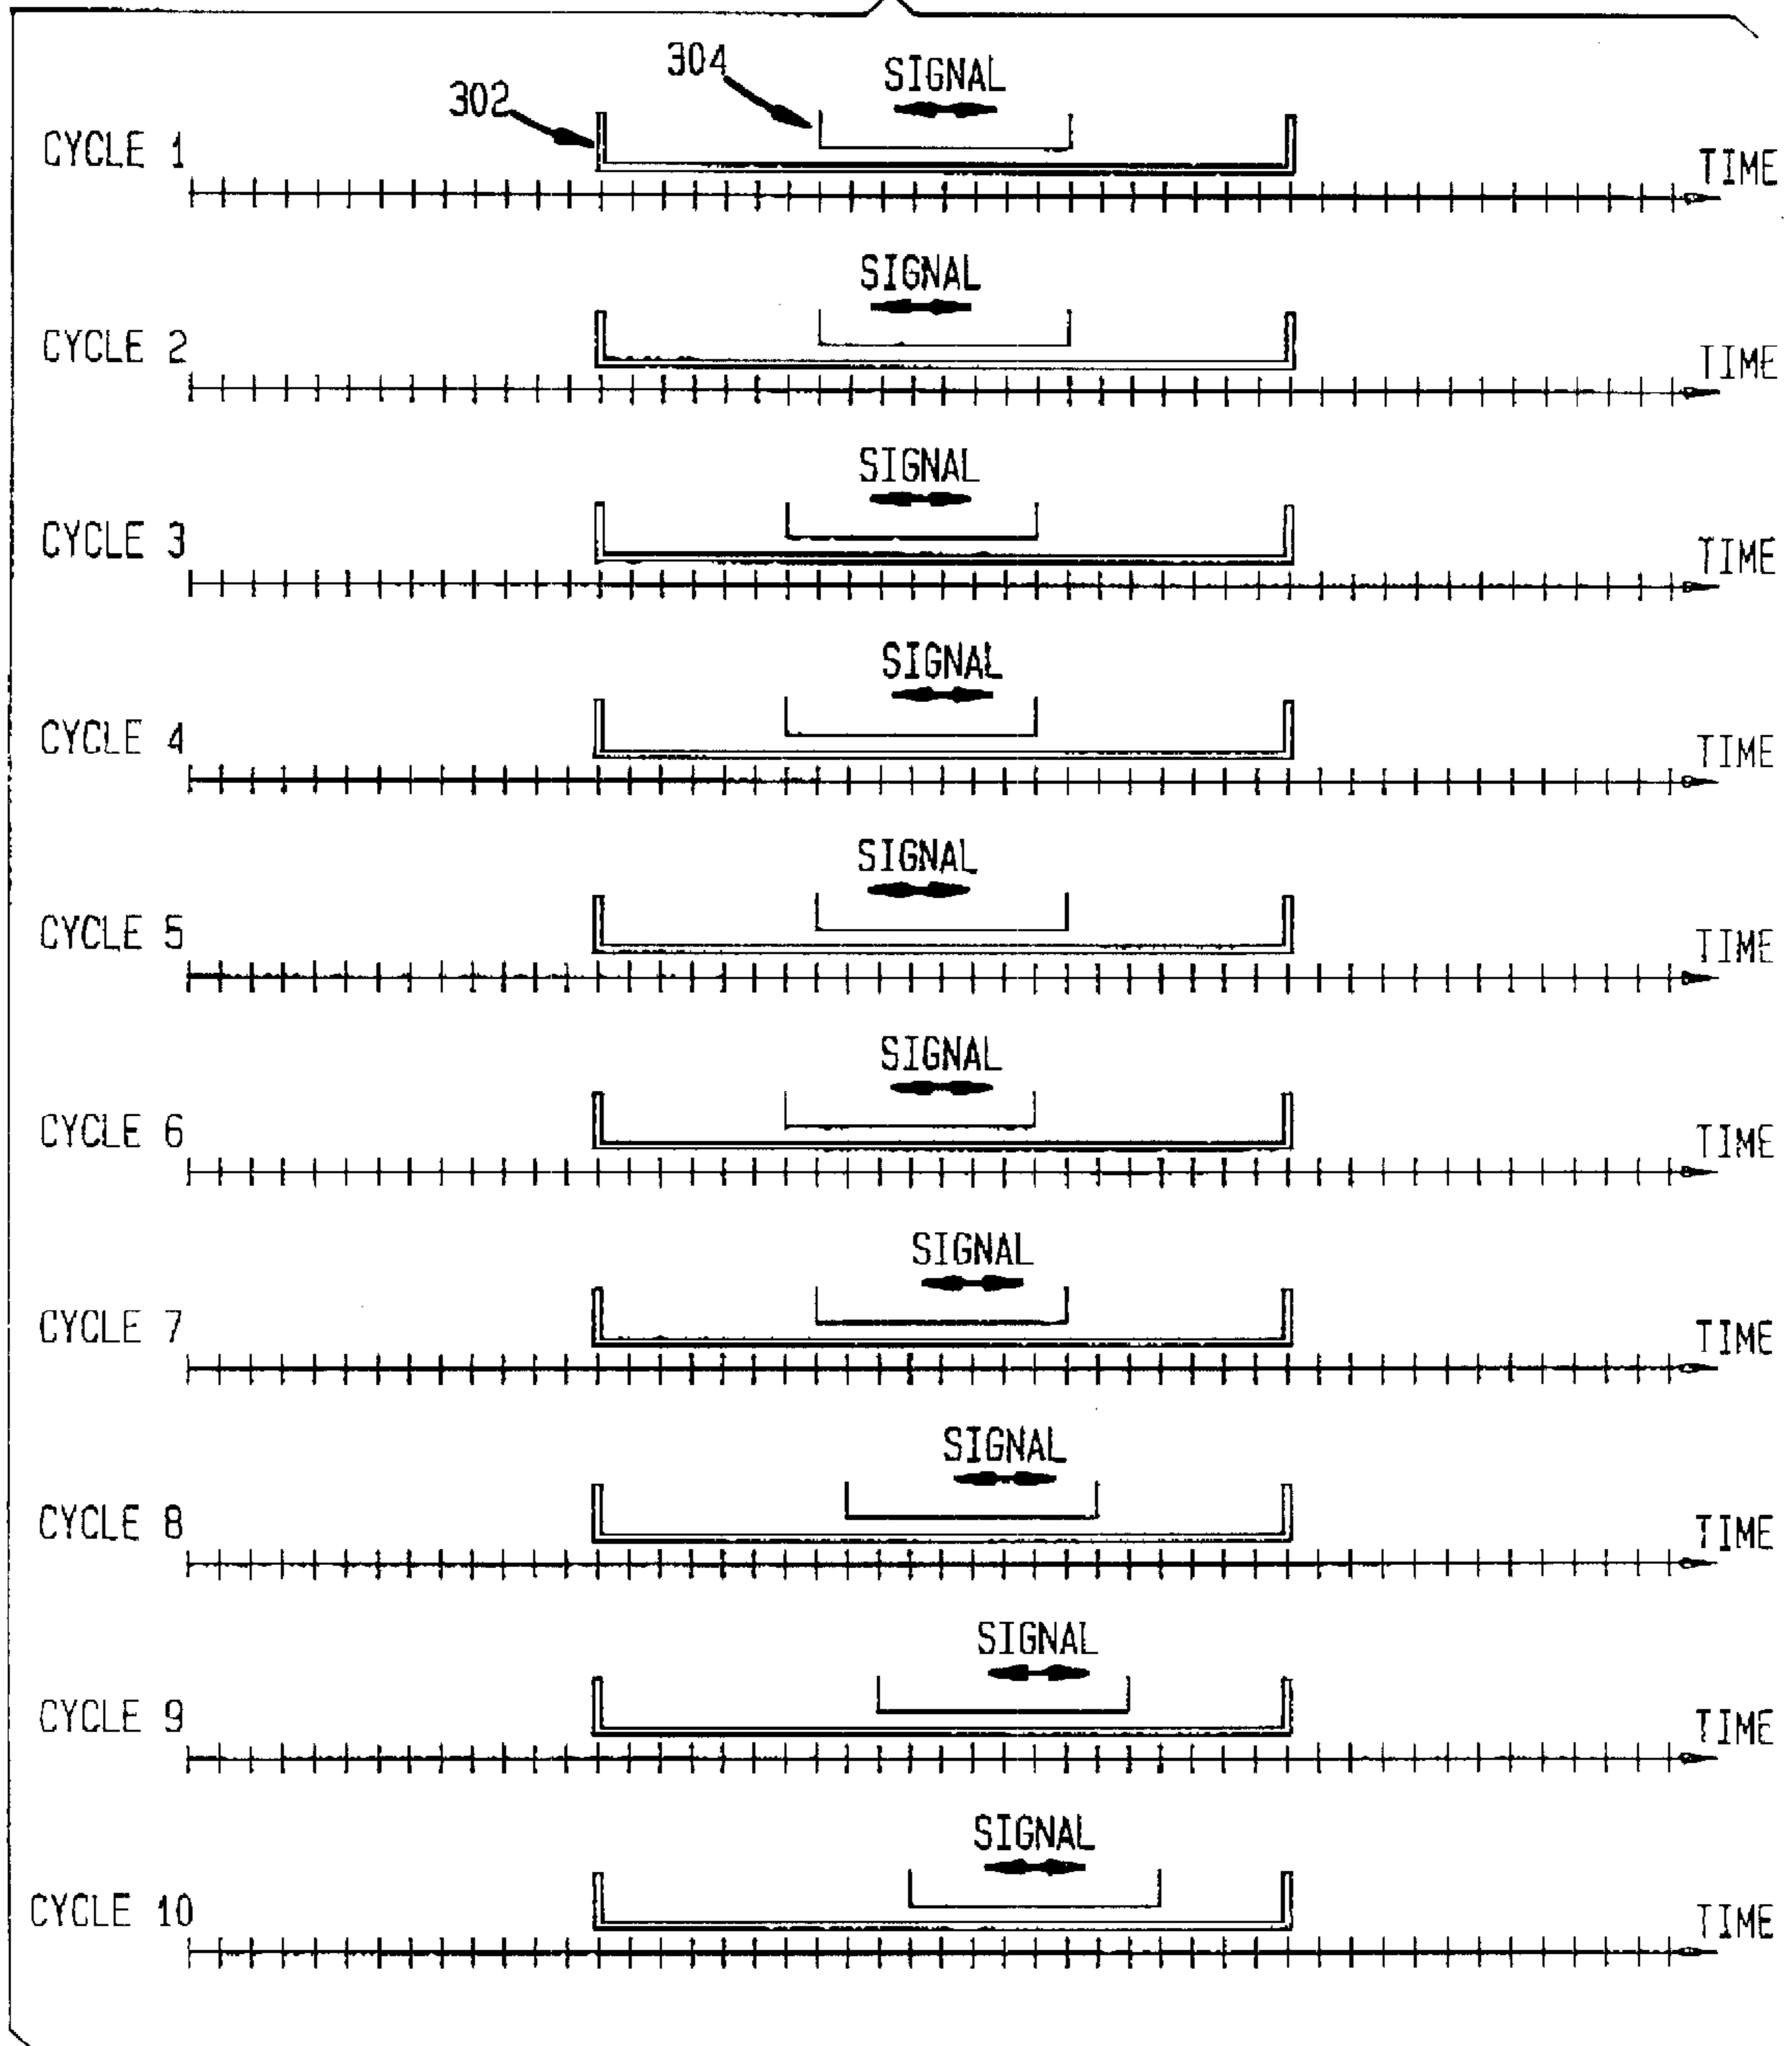 304 SIGNAL
302
CYCLE 1 TIME
SIGNAL
CYCLE 2 TIME
SIGNAL
CYCLE 3 TIME
SIGNAL
CYCLE 4 TIME
SIGNAL
CYCLE 5 TIME
SIGNAL
CYCLE 6 TIME
SIGNAL
CYCLE 7 TIME
SIGNAL
CYCLE 8 TIME
SIGNAL
CYCLE 9 TIME
SIGNAL
CYCLE 10 TIME